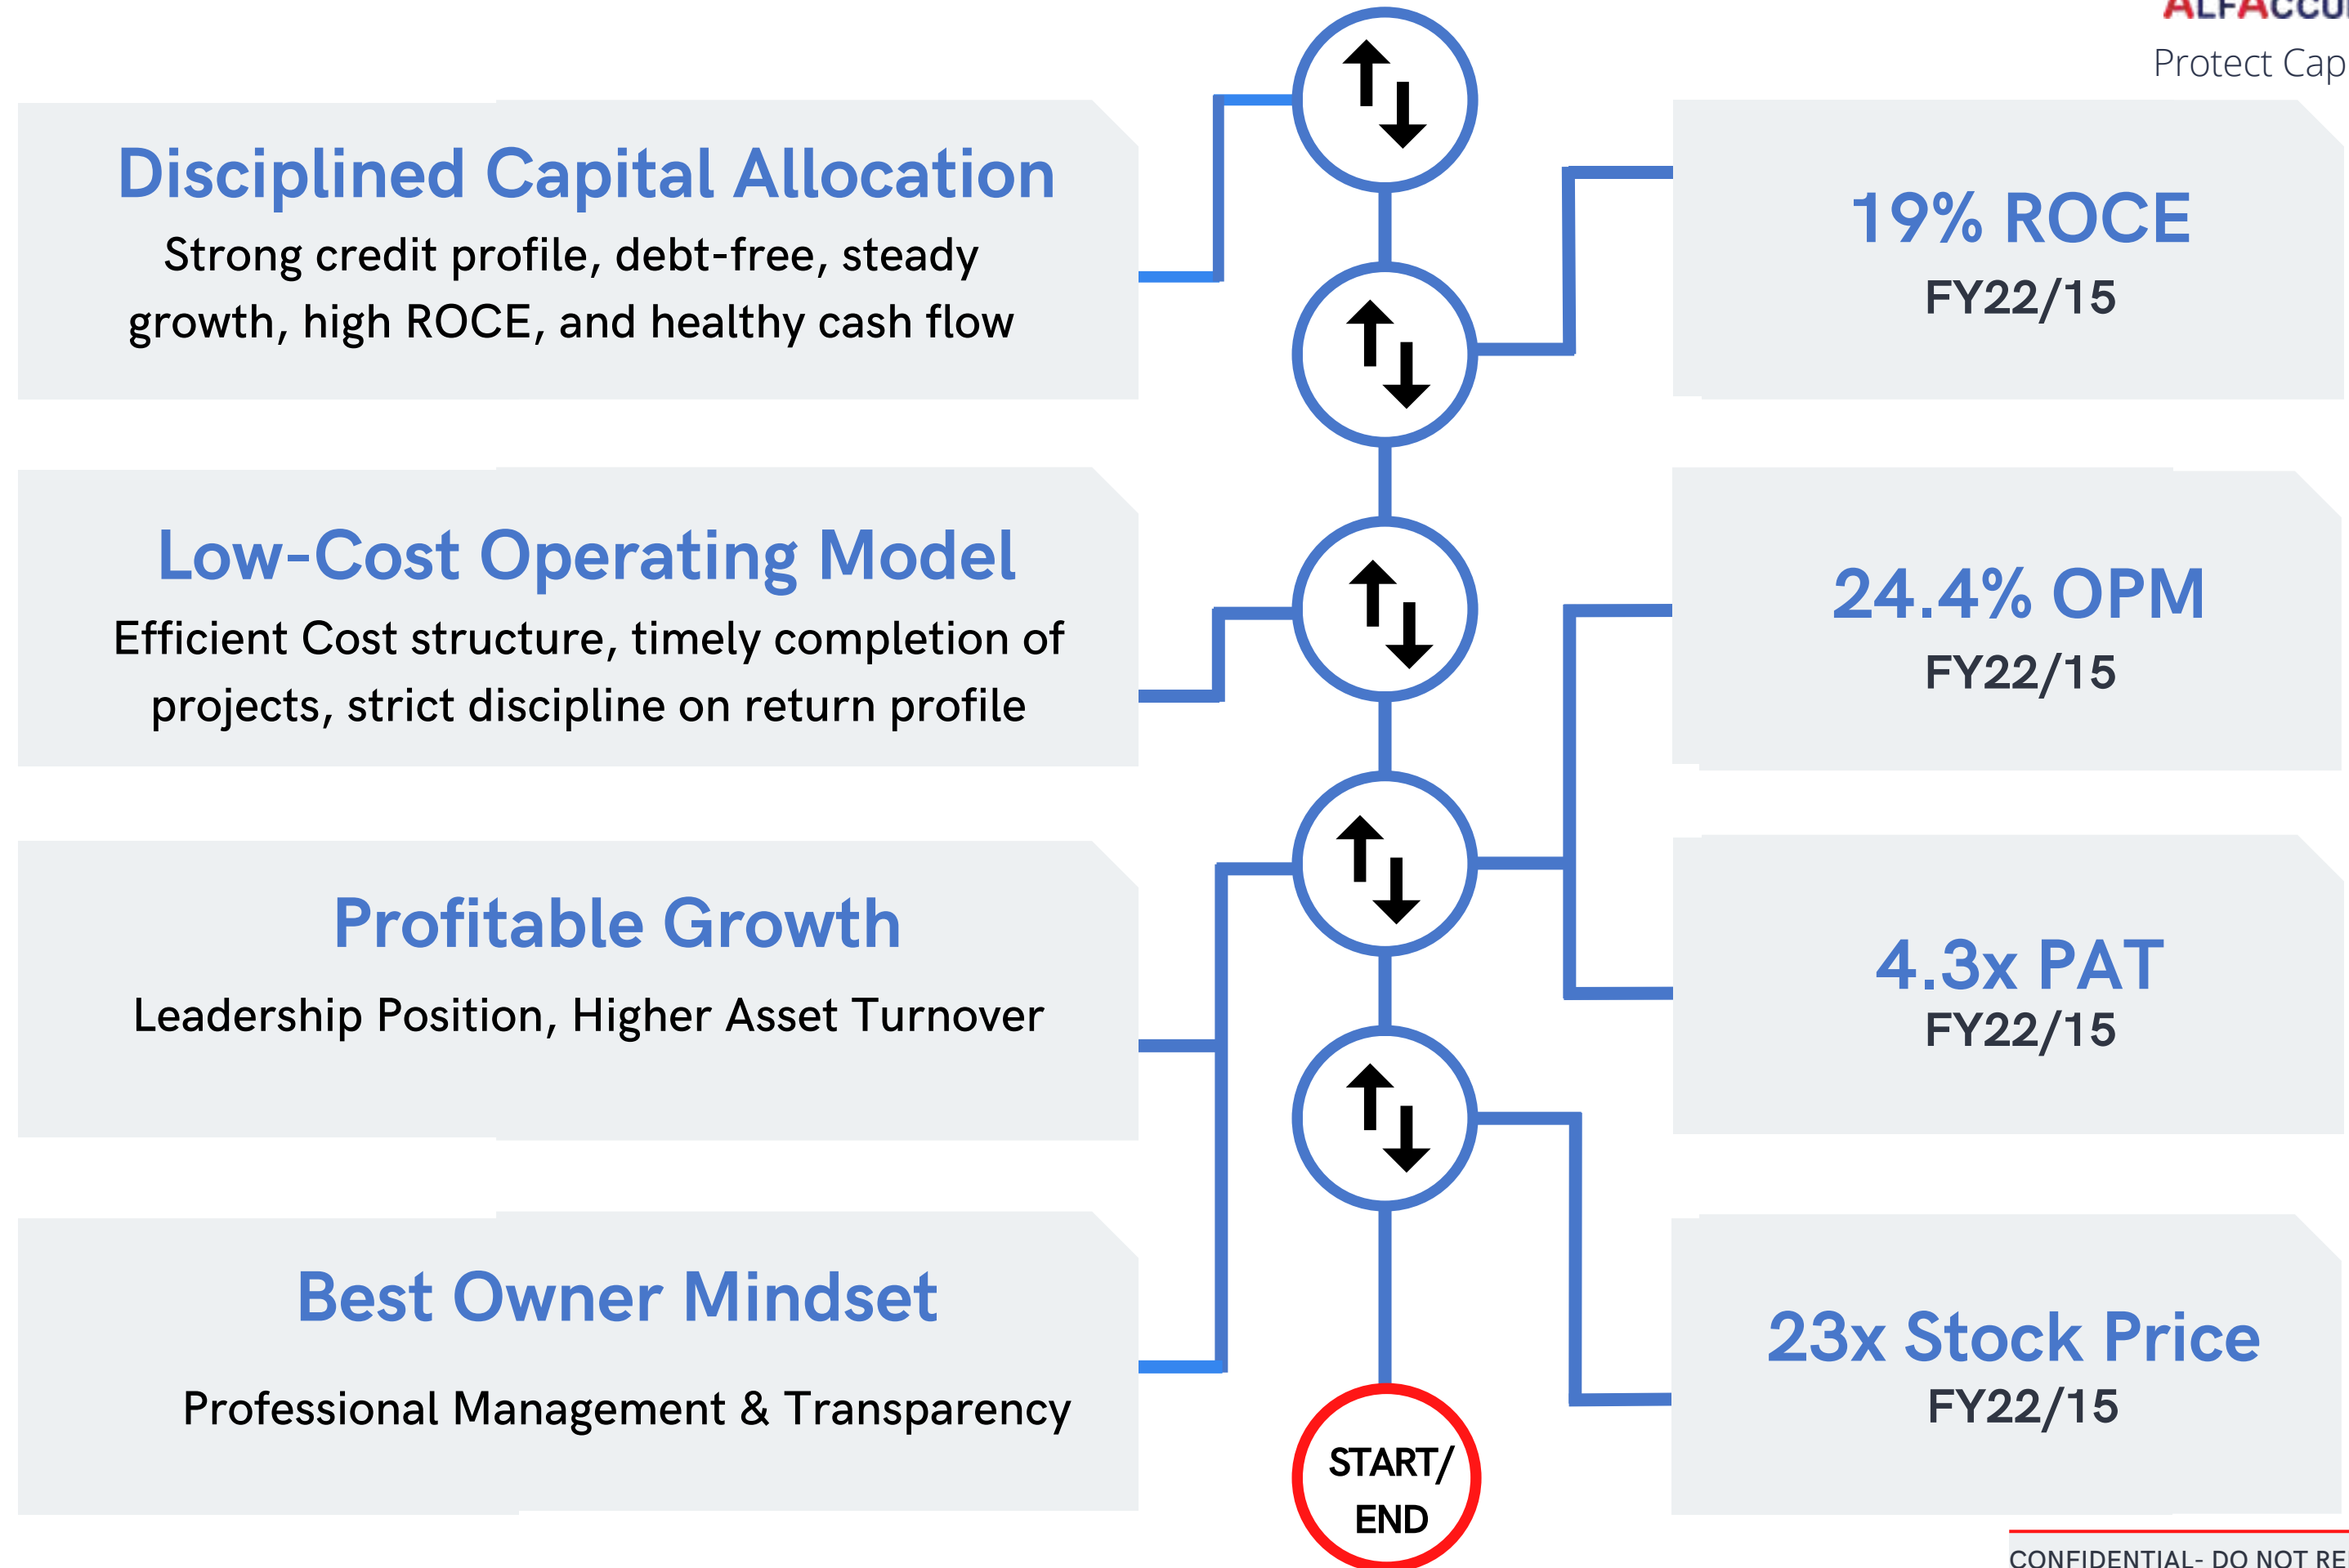 Protect Cap
Disciplined Capital Allocation
Strong credit profile, debt-free, steady
growth, high ROCE, and healthy cash flow
19% ROCE
FY22/15
Low-Cost Operating Model
Efficient Cost structure, timely completion of
projects, strict discipline on return profile
24.4% OPM
FY22/15
Profitable Growth
Leadership Position, Higher Asset Turnover
4.3x PAT
FY22/15
Best Owner Mindset
Professional Management & Transparency
23x Stock Price
FY22/15
START/
END
CONFIDENTIAL- DO NOT RE